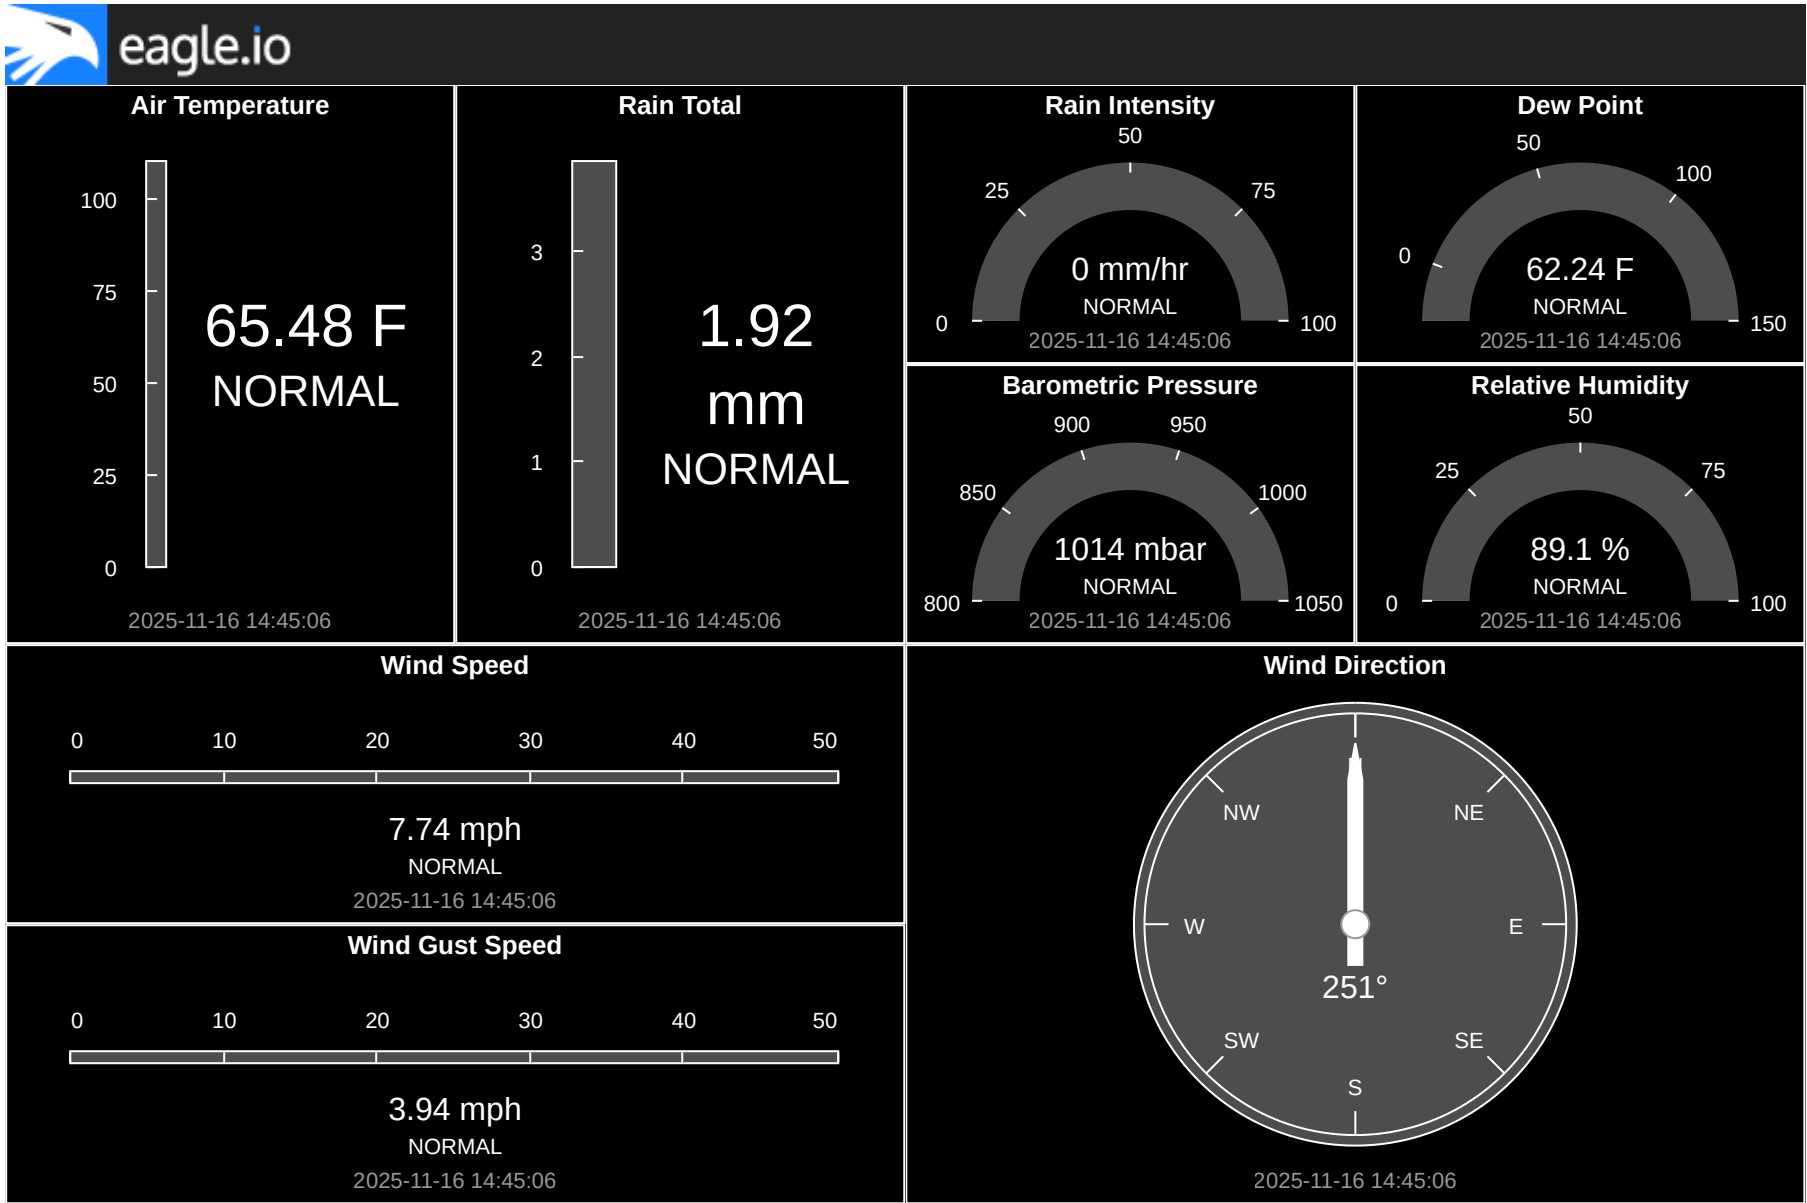 eagle.io
Air Temperature
100
75
50
25
0
65.48 F
NORMAL
2025-11-16 14:45:06
Rain Total
3
2
1
0
1.92
mm
NORMAL
2025-11-16 14:45:06
Rain Intensity
0
25
50
75
100
0 mm/hr
NORMAL
2025-11-16 14:45:06
Dew Point
0
50
100
150
62.24 F
NORMAL
2025-11-16 14:45:06
Barometric Pressure
800
850
900
950
1000
1050
1014 mbar
NORMAL
2025-11-16 14:45:06
Relative Humidity
0
25
50
75
100
89.1 %
NORMAL
2025-11-16 14:45:06
Wind Speed
0 10 20 30 40 50
7.74 mph
NORMAL
2025-11-16 14:45:06
Wind Gust Speed
0 10 20 30 40 50
3.94 mph
NORMAL
2025-11-16 14:45:06
Wind Direction
NW NE
W E
251°
SW SE
S
2025-11-16 14:45:06